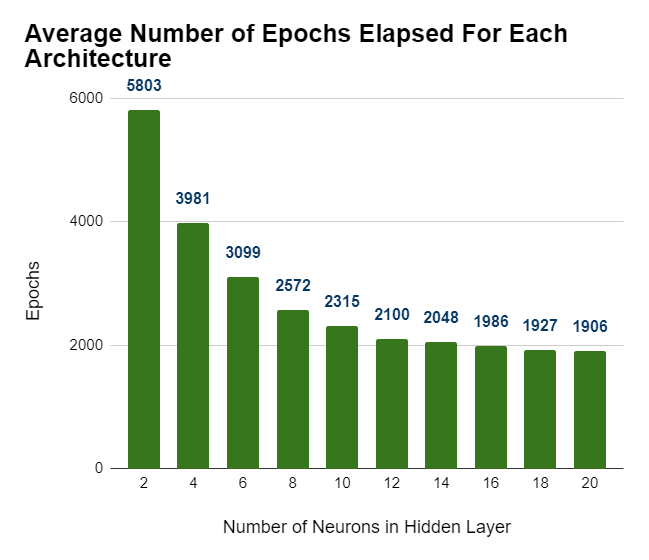 Average Number of Epochs Elapsed For Each
Architecture
5803
6000
3981
4000
3099
2572
2315
2100
2048
1986
1927
1906
Epochs
2000
0
2 4 6 8 10 12 14 16 18 20
Number of Neurons in Hidden Layer